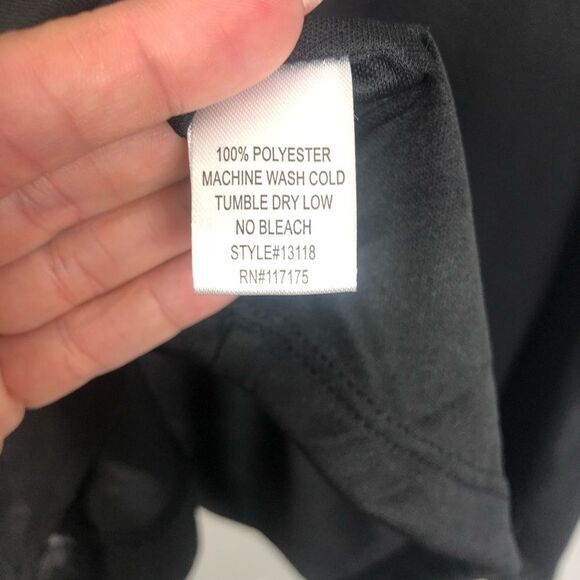 100% POLYESTER
MACHINE WASH COLD
TUMBLE DRY LOW
NO BLEACH
STYLE#13118
RN#117175